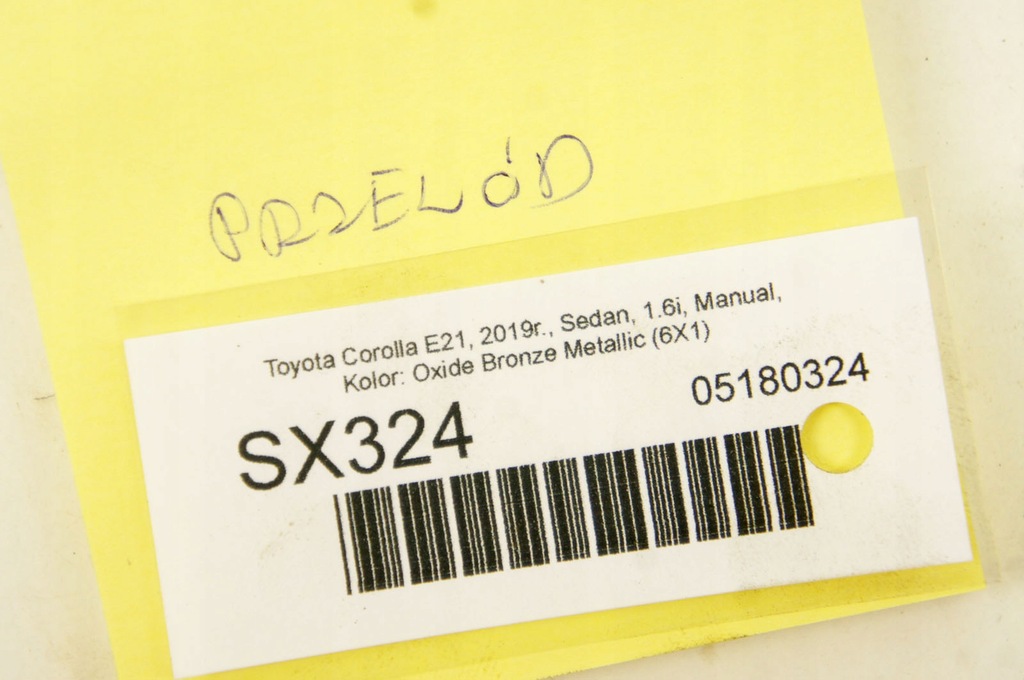 PRZELÓD
Toyota Corolla E21, 2019r., Sedan, 1.6i, Manual,
Kolor: Oxide Bronze Metallic (6X1)
05180324
SX324